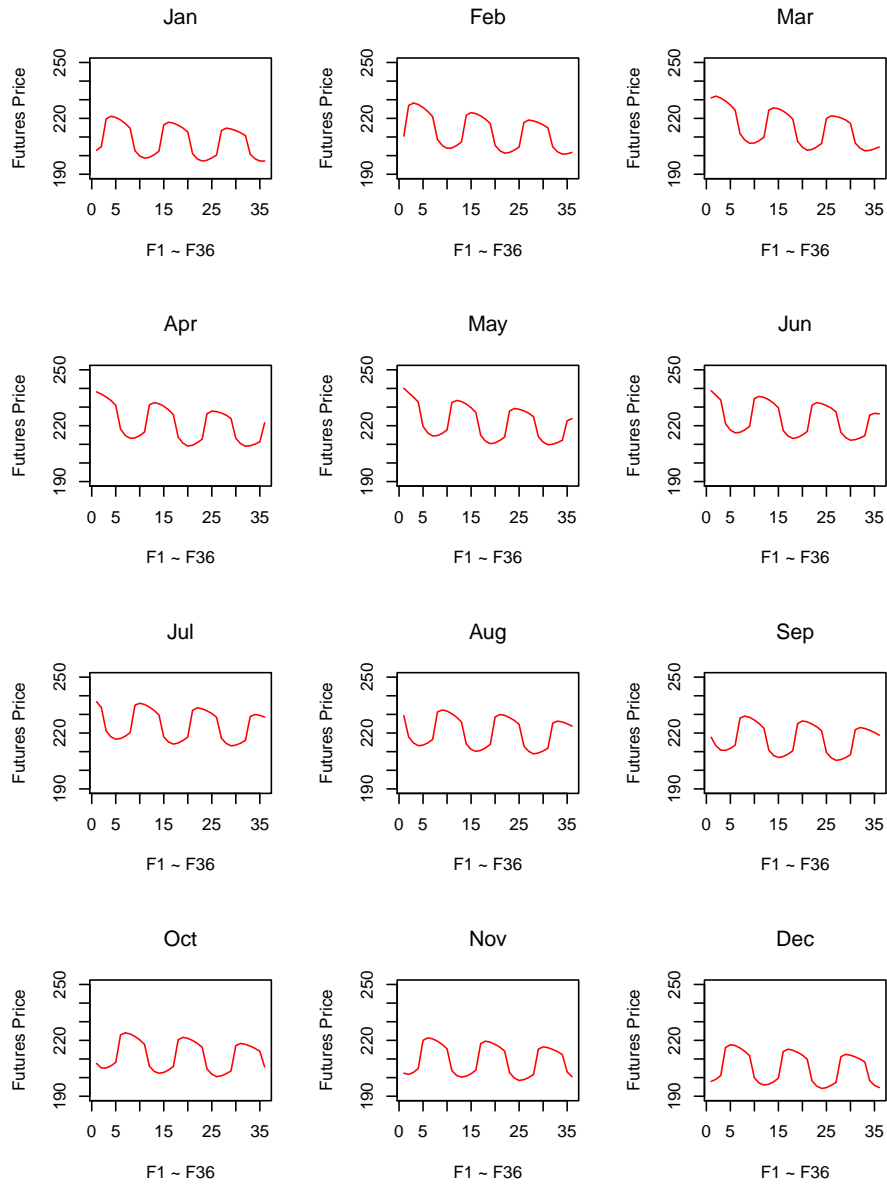 Jan Feb Mar
Futures Price 190 220 250 Futures Price 190 220 250 Futures Price 190 220 250
0 5 15 25 35 0 5 15 25 35 0 5 15 25 35
F1 ~ F36 F1 ~ F36 F1 ~ F36
Apr May Jun
Futures Price 190 220 250 Futures Price 190 220 250 Futures Price 190 220 250
0 5 15 25 35 0 5 15 25 35 0 5 15 25 35
F1 ~ F36 F1 ~ F36 F1 ~ F36
Jul Aug Sep
Futures Price 190 220 250 Futures Price 190 220 250 Futures Price 190 220 250
0 5 15 25 35 0 5 15 25 35 0 5 15 25 35
F1 ~ F36 F1 ~ F36 F1 ~ F36
Oct Nov Dec
Futures Price 190 220 250 Futures Price 190 220 250 Futures Price 190 220 250
0 5 15 25 35 0 5 15 25 35 0 5 15 25 35
F1 ~ F36 F1 ~ F36 F1 ~ F36